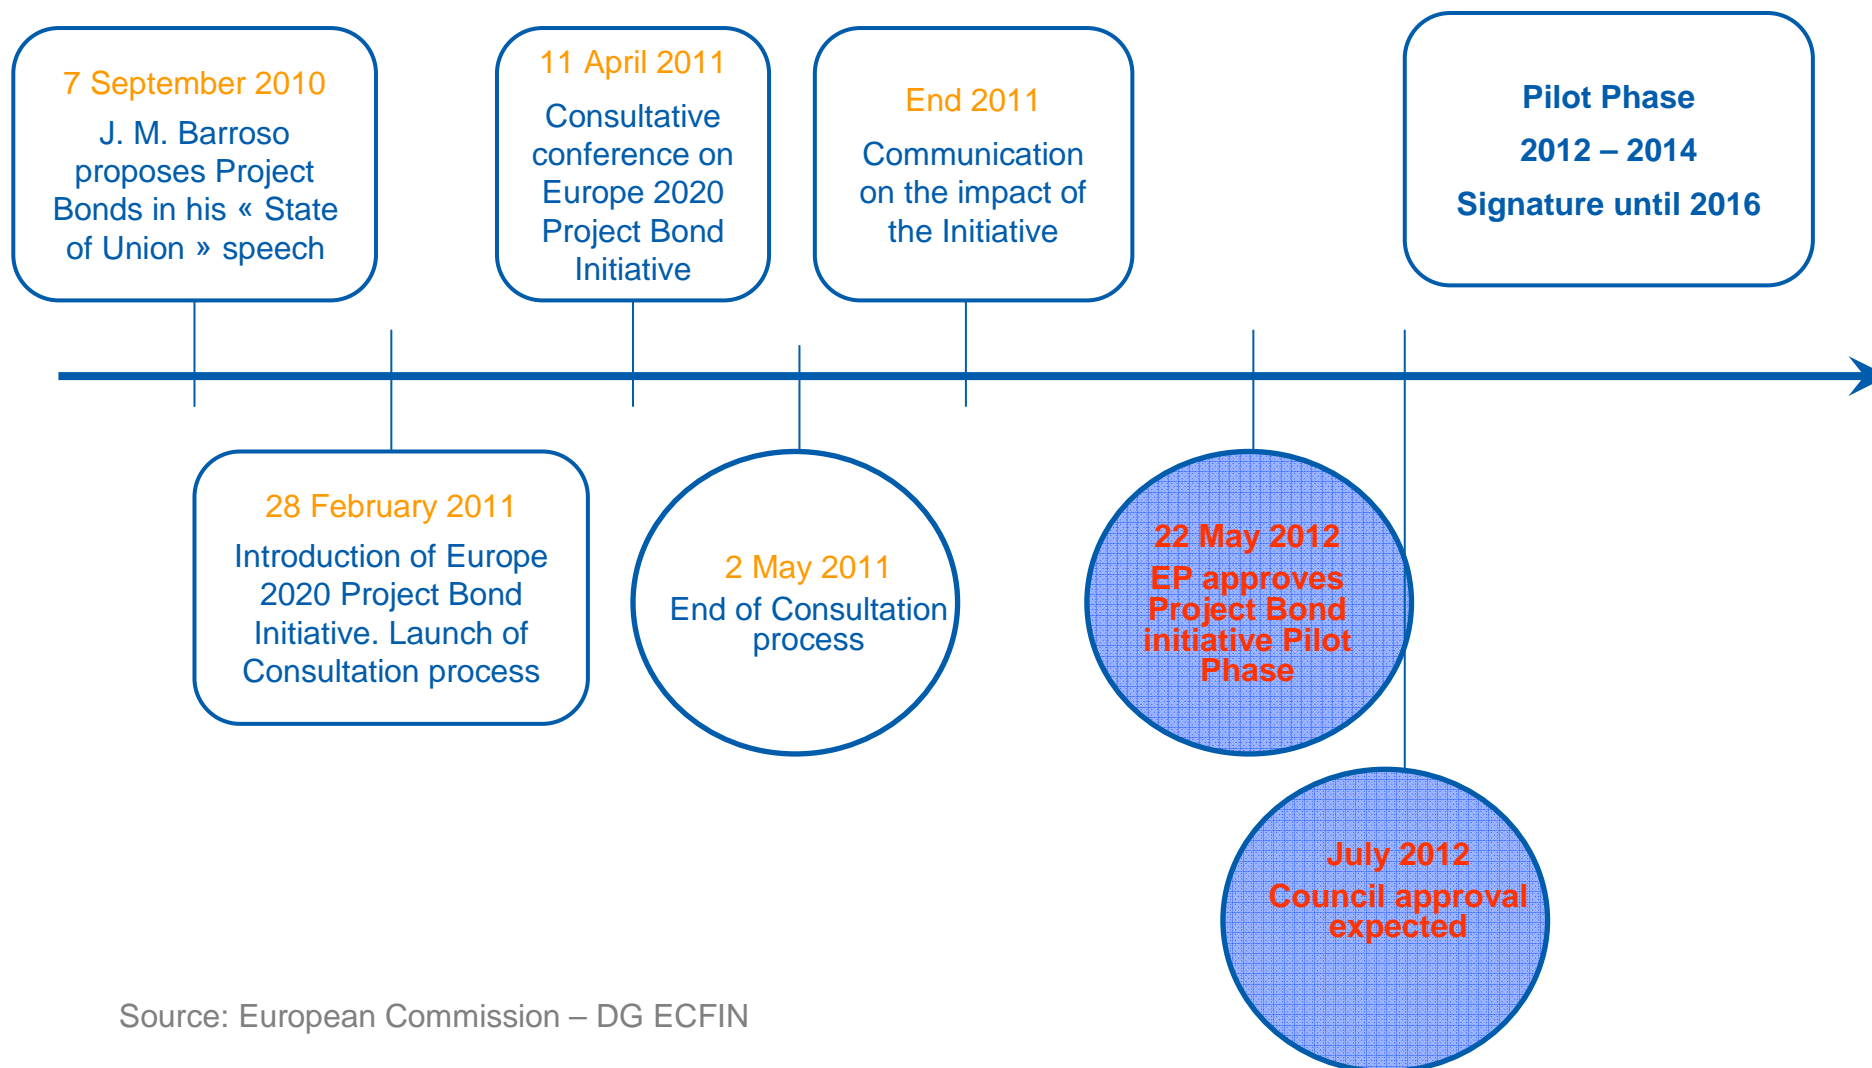 7 September 2010
J. M. Barroso
proposes Project
Bonds in his « State
of Union » speech
11 April 2011
Consultative
conference on
Europe 2020
Project Bond
Initiative
End 2011
Communication
on the impact of
the Initiative
Pilot Phase
2012 – 2014
Signature until 2016
28 February 2011
Introduction of Europe
2020 Project Bond
Initiative. Launch of
Consultation process
2 May 2011
End of Consultation
process
22 May 2012
EP approves
Project Bond
initiative Pilot
Phase
July 2012
Council approval
expected
Source: European Commission – DG ECFIN